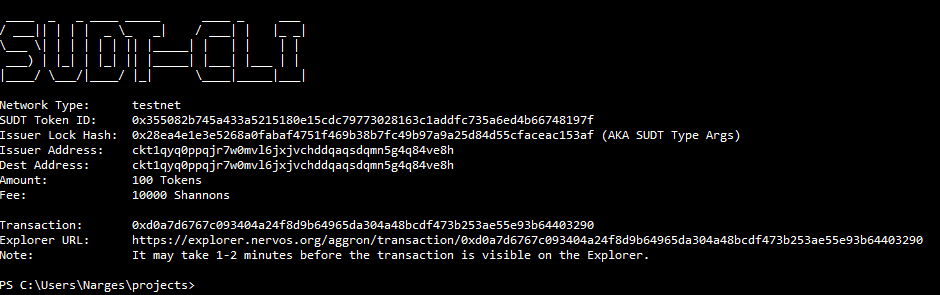 SUDT-CLI
Network Type: testnet
SUDT Token ID: 0x355082b745a433a5215180e15cdc79773028163c1addfc735a6ed4b66748197f
Issuer Lock Hash: 0x28ea4e1e3e5268a0fabaf4751f469b38b7fc49b97a9a25d84d55cfaceac153af (AKA SUDT Type Args)
Issuer Address: ckt1qyq0ppqjr7w0mvl6jxjvchddqaqsdqmn5g4q84ve8h
Dest Address: ckt1qyq0ppqjr7w0mvl6jxjvchddqaqsdqmn5g4q84ve8h
Amount: 100 Tokens
Fee: 10000 Shannons
Transaction: 0xd0a7d6767c093404a24f8d9b64965da304a48bcdf473b253ae55e93b64403290
Explorer URL: https://explorer.nervos.org/aggron/transaction/0xd0a7d6767c093404a24f8d9b64965da304a48bcdf473b253ae55e93b64403290
Note: It may take 1-2 minutes before the transaction is visible on the Explorer.
PS C:\Users\Narges\projects>